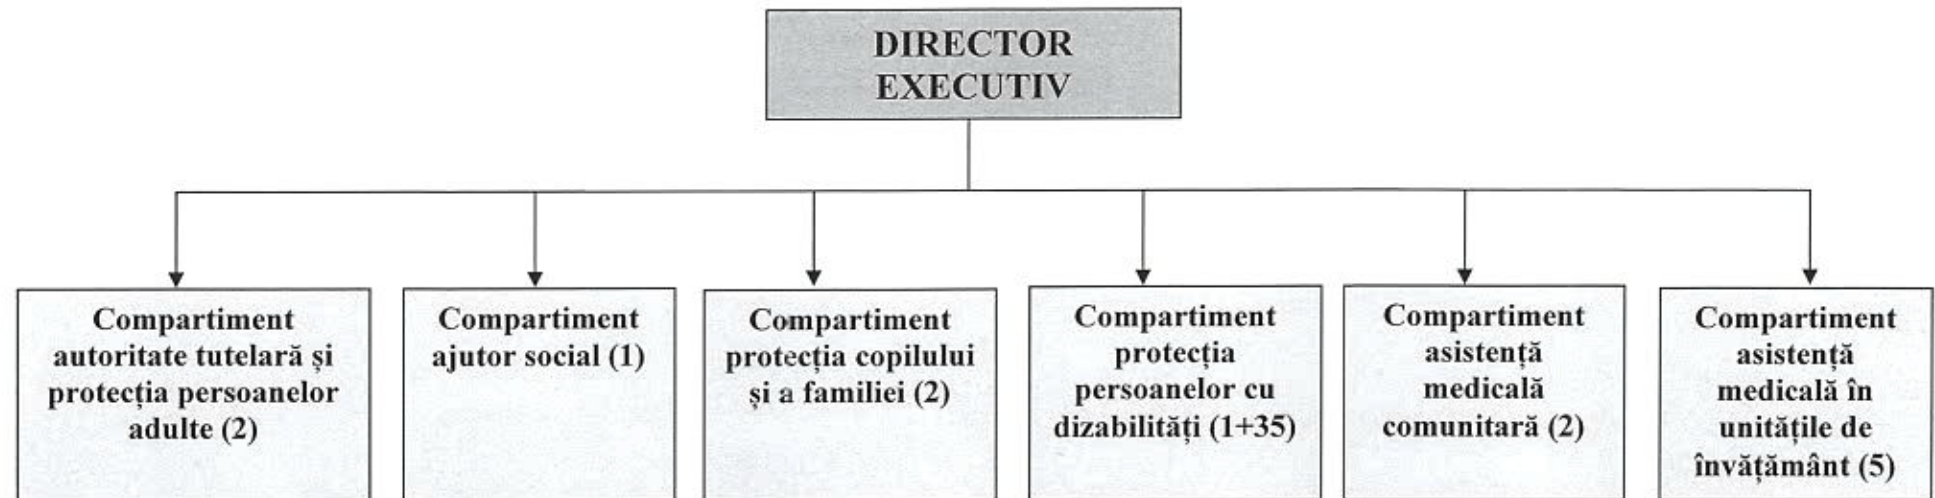 DIRECTOR
EXECUTIV
Compartiment
autoritate tutelară și
protecția persoanelor
adulte (2)
Compartiment
ajutor social (1)
Compartiment
protecția copilului
și a familiei (2)
Compartiment
protecția
persoanelor cu
dizabilități (1+35)
Compartiment
asistență
medicală
comunitară (2)
Compartiment
asistență
medicală în
unitățile de
învățământ (5)